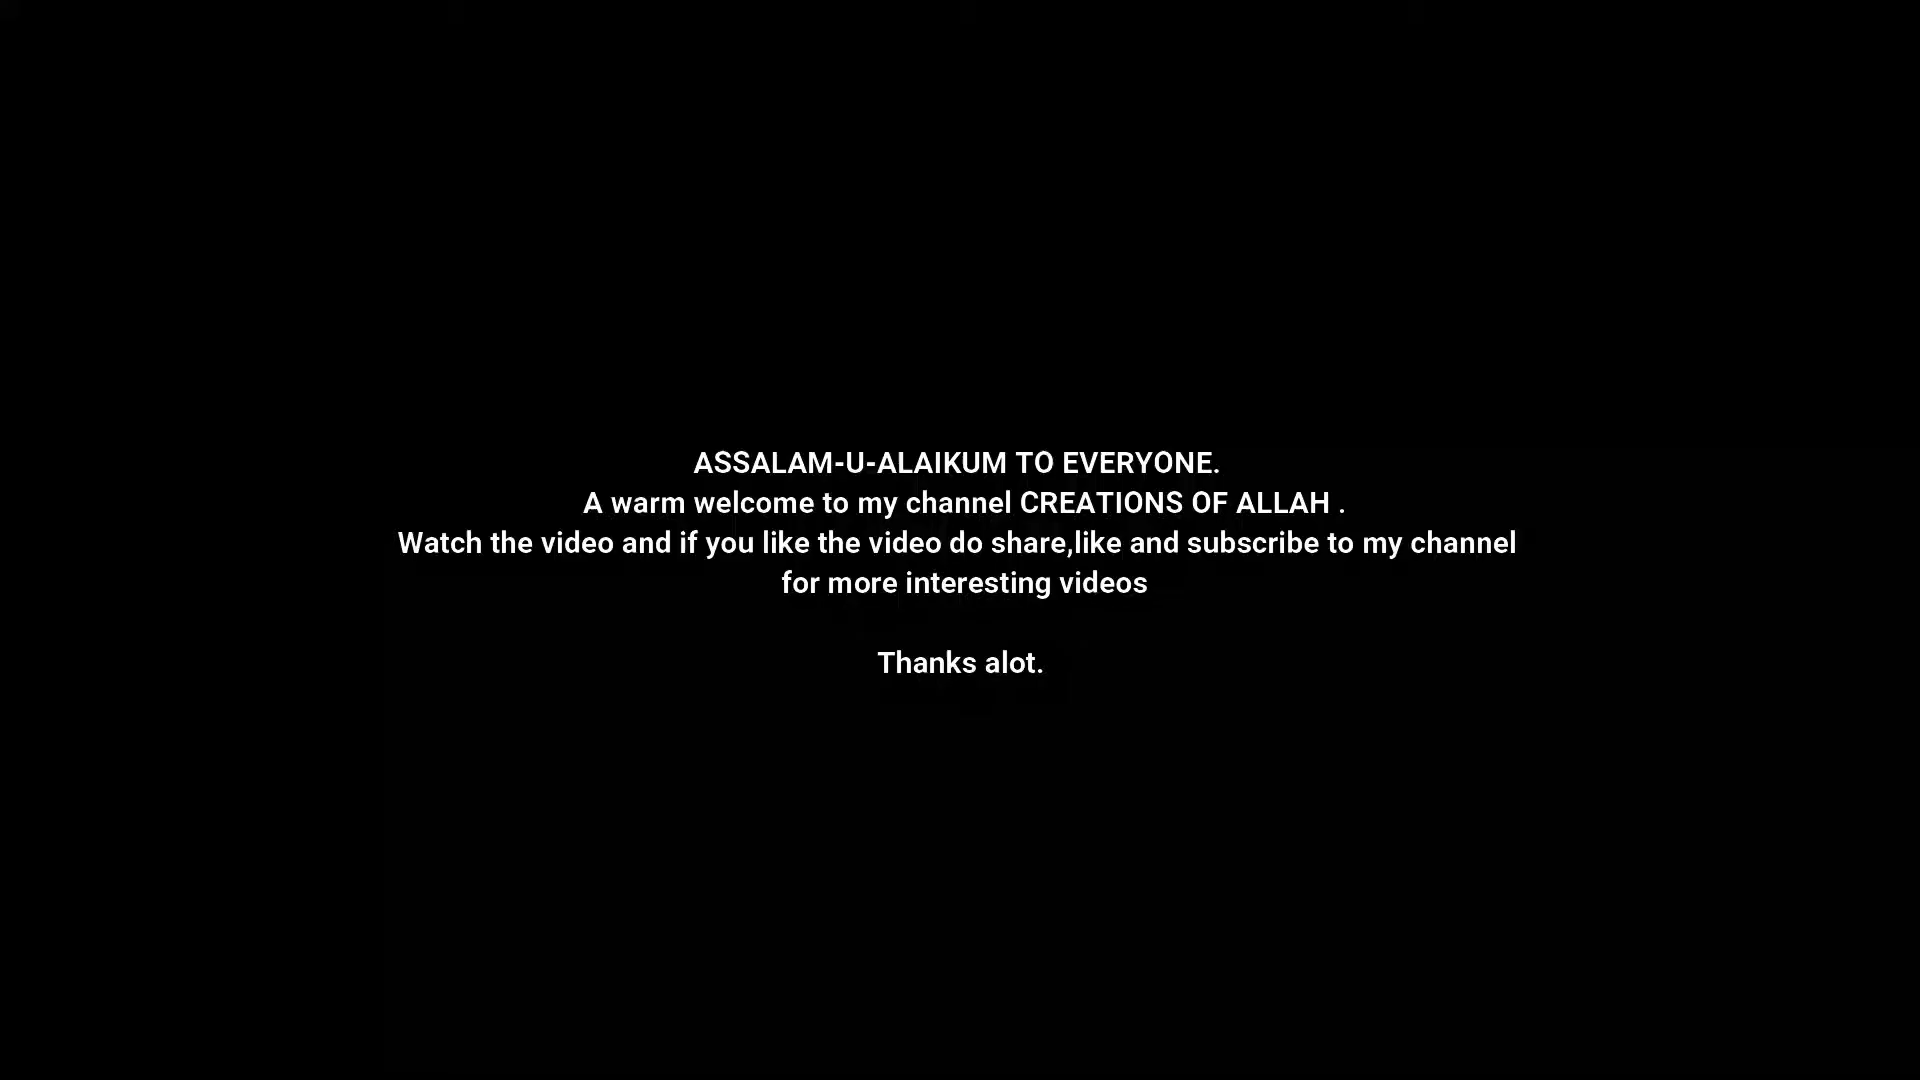 ASSALAM-U-ALAIKUM TO EVERYONE.
A warm welcome to my channel CREATIONS OF ALLAH .
Watch the video and if you like the video do share,like and subscribe to my channel
for more interesting videos
Thanks alot.